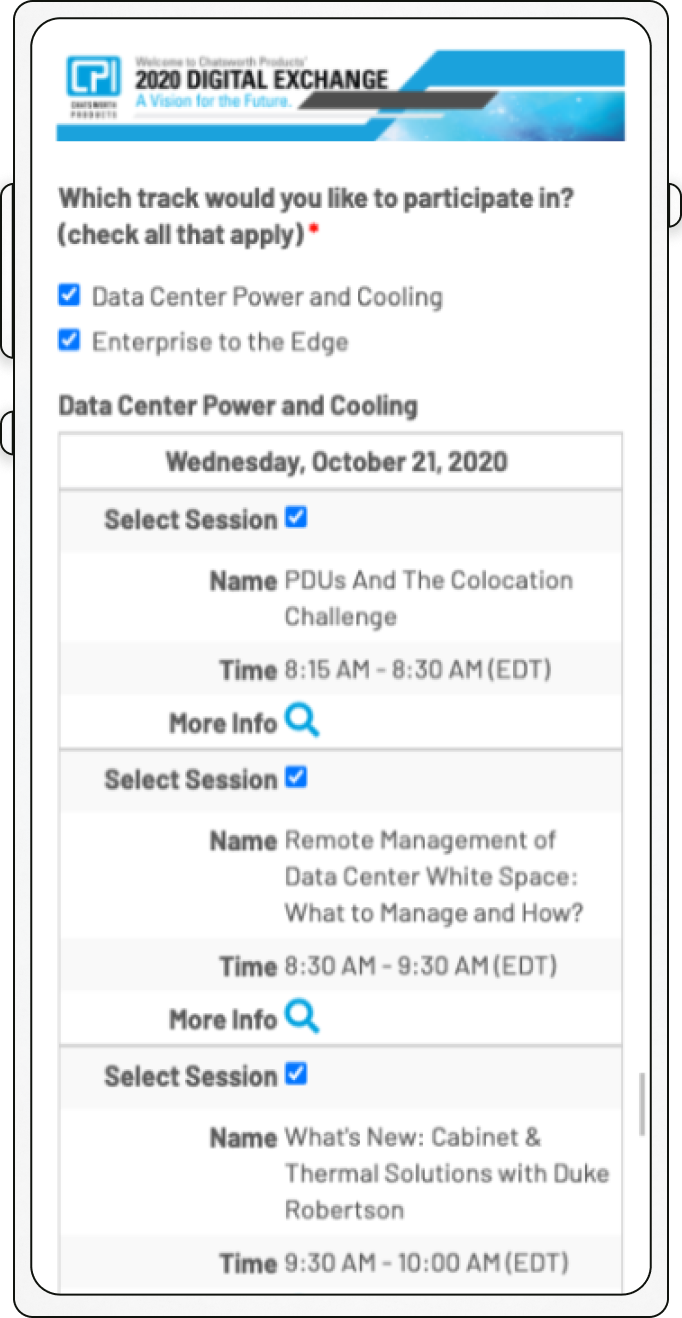 CPI
CHATSWORTH
PRODUCTS
Welcome to Chatsworth Products'
2020 DIGITAL EXCHANGE
A Vision for the Future.
Which track would you like to participate in?
(check all that apply) *
Data Center Power and Cooling
Enterprise to the Edge
Data Center Power and Cooling
Wednesday, October 21, 2020
Select Session
Name PDUs And The Colocation
Challenge
Time 8:15 AM - 8:30 AM (EDT)
More Info
Select Session
Name Remote Management of
Data Center White Space:
What to Manage and How?
Time 8:30 AM - 9:30 AM (EDT)
More Info
Select Session
Name What's New: Cabinet &
Thermal Solutions with Duke
Robertson
Time 9:30 AM - 10:00 AM (EDT)